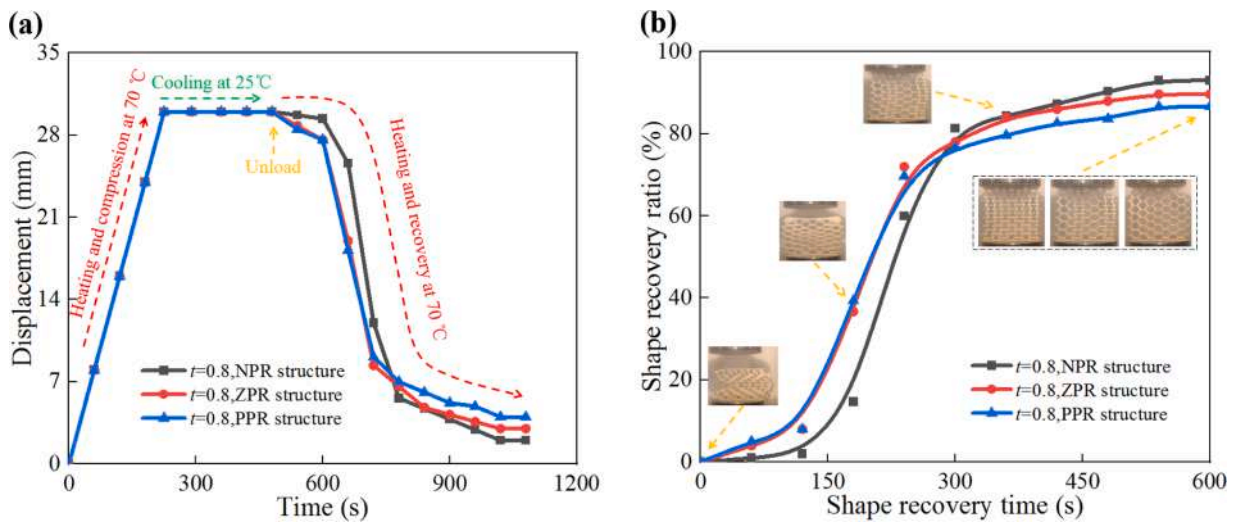 (a)
35
28
21
14
7
0
Displacement (mm)
0
300
600
900
1200
Time (s)
Heating and compression at 70 ℃
Cooling at 25℃
Unload
Heating and recovery at 70 ℃
t=0.8,NPR structure
t=0.8,ZPR structure
t=0.8,PPR structure
(b)
100
80
60
40
20
0
Shape recovery ratio (%)
0
150
300
450
600
Shape recovery time (s)
t=0.8,NPR structure
t=0.8,ZPR structure
t=0.8,PPR structure